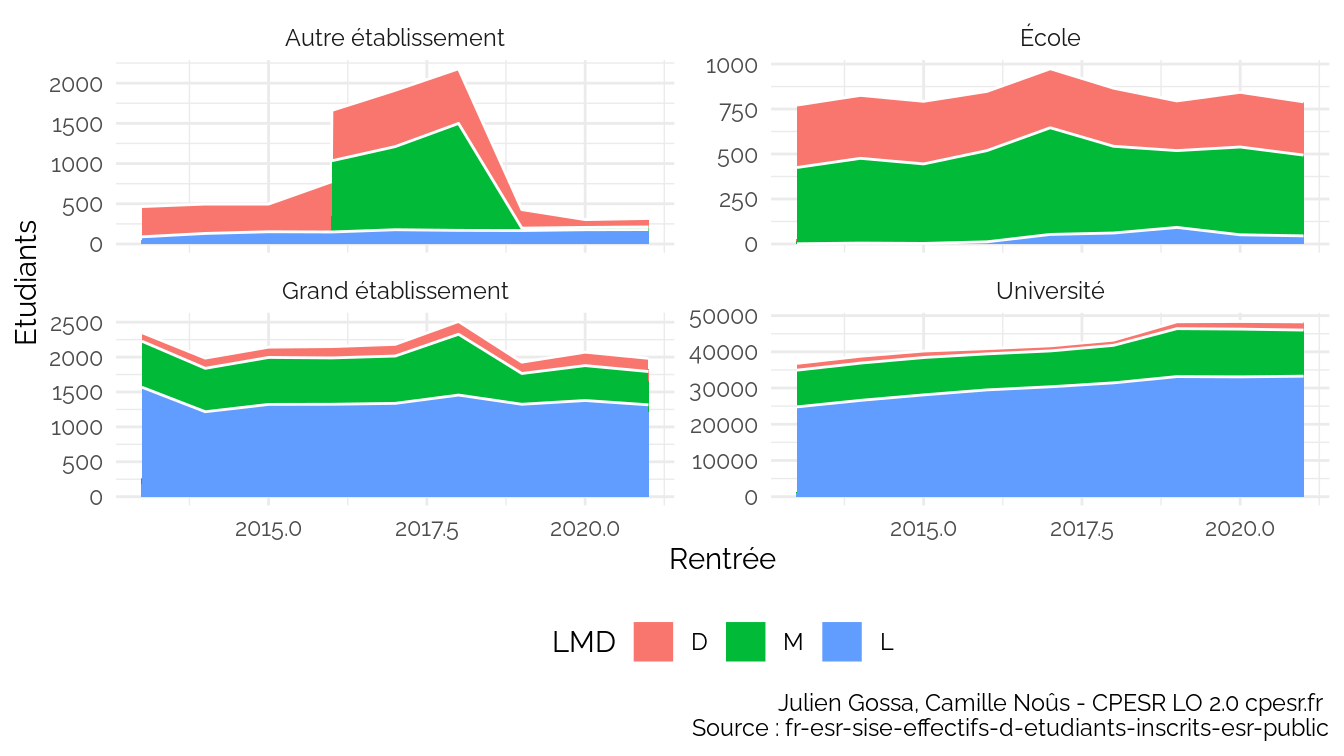 Autre établissement
École
2000
1500
1000
500
0
1000
750
500
250
0
Etudiants
Grand établissement
Université
2500
2000
1500
1000
500
0
50000
40000
30000
20000
10000
0
2015.0 2017.5 2020.0
2015.0 2017.5 2020.0
Rentrée
LMD D M L
Julien Gossa, Camille Noûs - CPESR LO 2.0 cpesr.fr
Source : fr-esr-sise-effectifs-d-etudiants-inscrits-esr-public